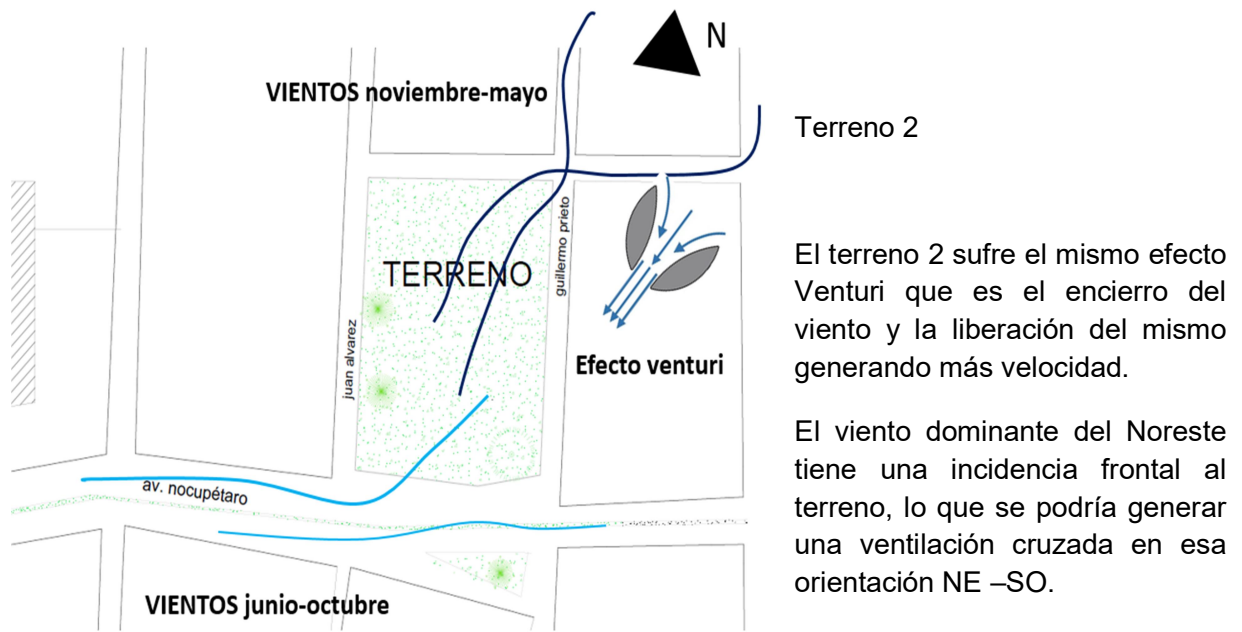 N
VIENTOS noviembre-mayo
TERRENO
guillermo prieto
juan alvarez
Efecto venturi
av. nocupétaro
VIENTOS junio-octubre
Terreno 2
El terreno 2 sufre el mismo efecto
Venturi que es el encierro del
viento y la liberación del mismo
generando más velocidad.
El viento dominante del Noreste
tiene una incidencia frontal al
terreno, lo que se podría generar
una ventilación cruzada en esa
orientación NE –SO.